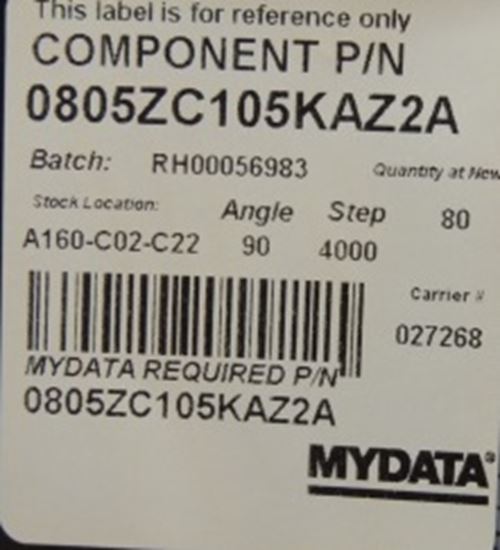 This label is for reference only
COMPONENT P/N
0805ZC105KAZ2A
Batch: RH00056983 Quantity at New
Stock Location: Angle Step 80
A160-C02-C22 90 4000
Carrier #
027268
MYDATA REQUIRED P/N
0805ZC105KAZ2A
MYDATA®